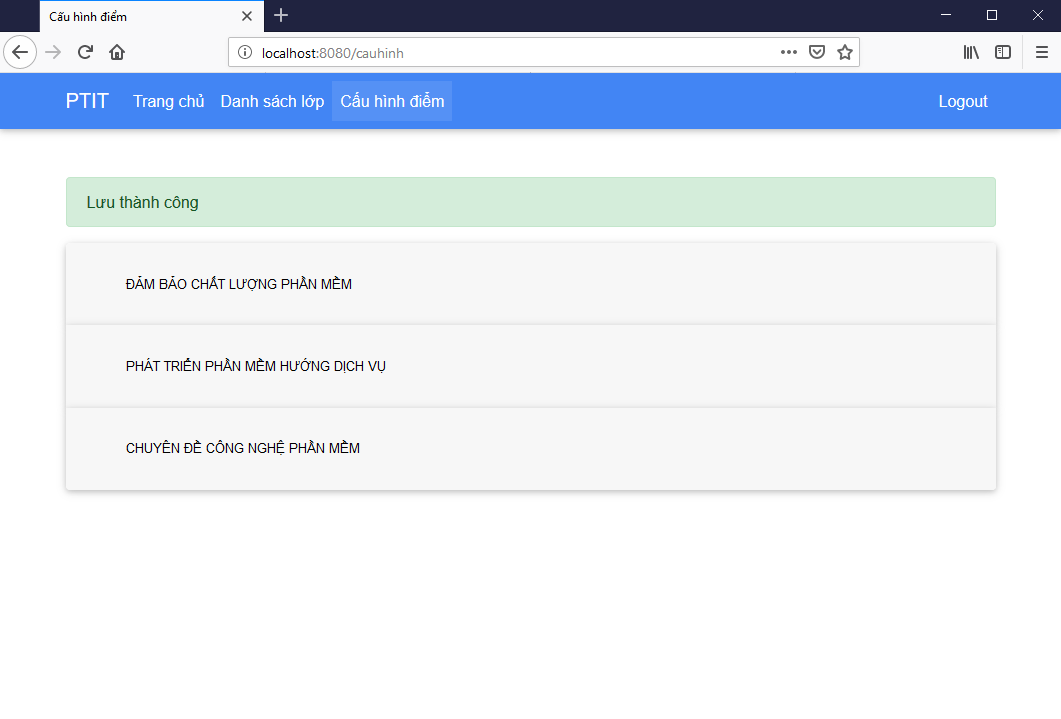 Cấu hình điểm
localhost:8080/cauhinh
PTIT Trang chủ Danh sách lớp Cấu hình điểm Logout
Lưu thành công
ĐẢM BẢO CHẤT LƯỢNG PHẦN MỀM
PHÁT TRIỂN PHẦN MỀM HƯỚNG DỊCH VỤ
CHUYÊN ĐỀ CÔNG NGHỆ PHẦN MỀM